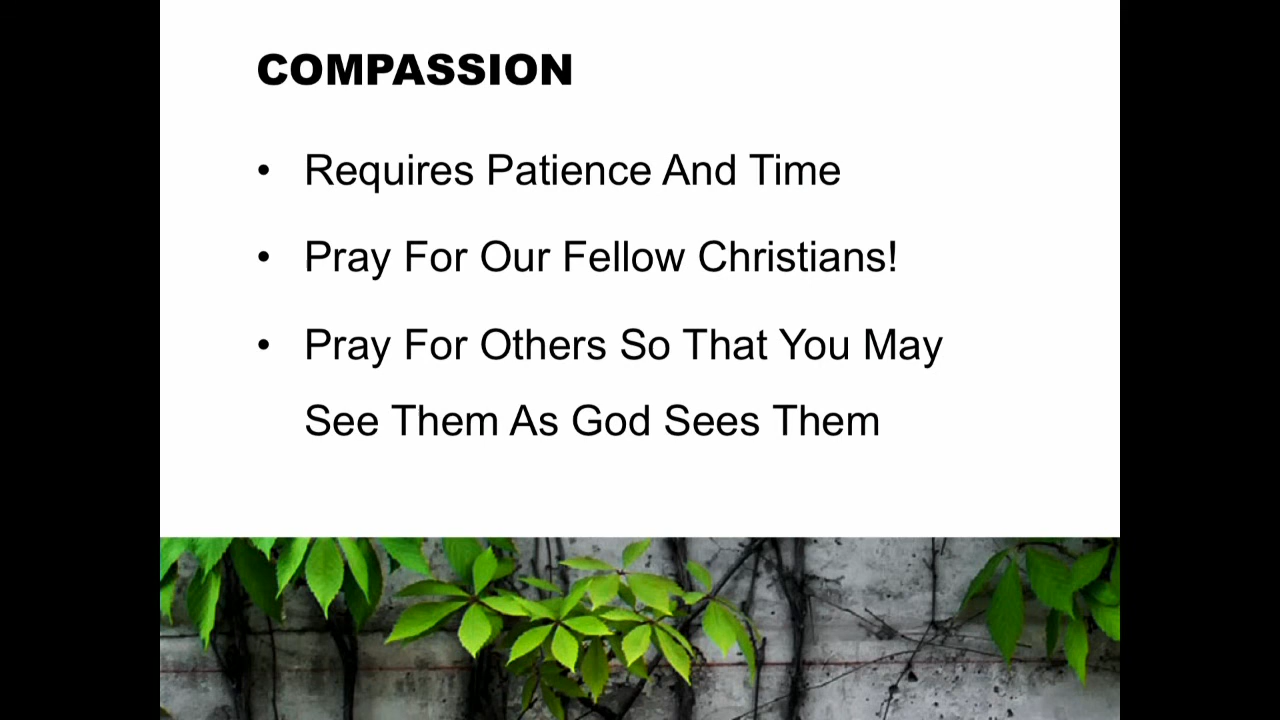 COMPASSION
• Requires Patience And Time
• Pray For Our Fellow Christians!
• Pray For Others So That You May
See Them As God Sees Them